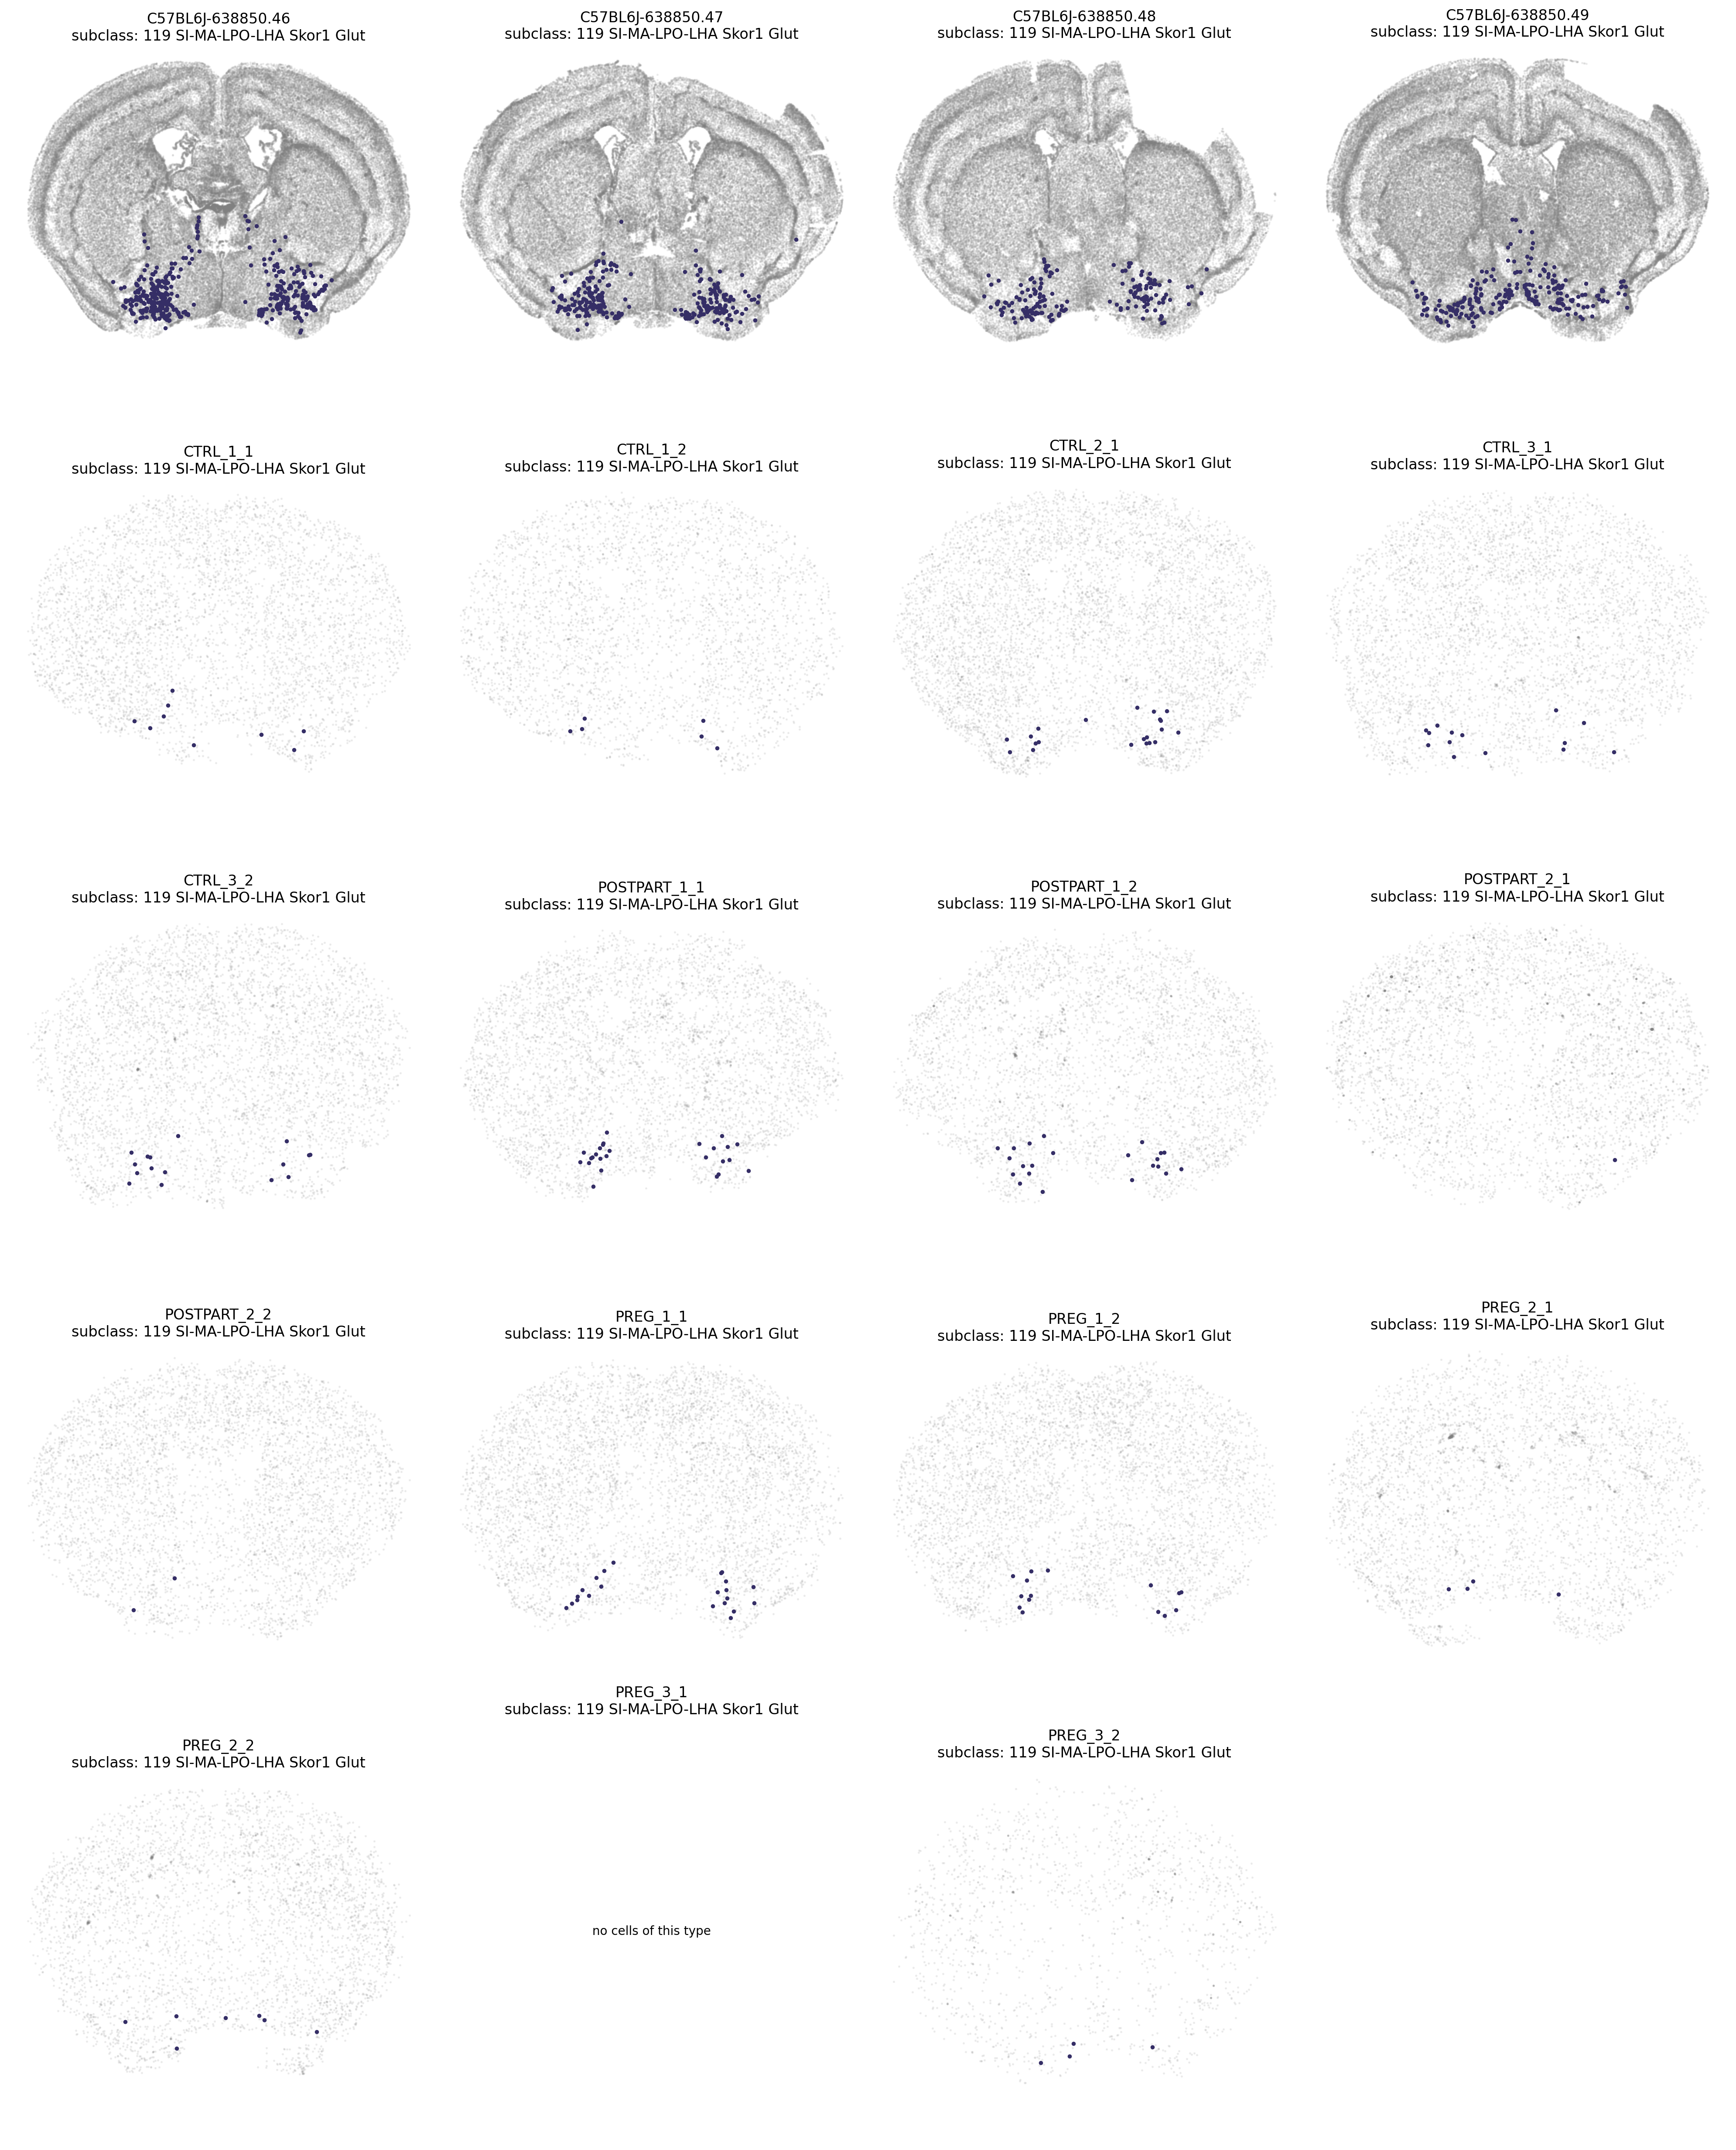 C57BL6J-638850.46
subclass: 119 SI-MA-LPO-LHA Skor1 Glut
C57BL6J-638850.47
subclass: 119 SI-MA-LPO-LHA Skor1 Glut
C57BL6J-638850.48
subclass: 119 SI-MA-LPO-LHA Skor1 Glut
C57BL6J-638850.49
subclass: 119 SI-MA-LPO-LHA Skor1 Glut
CTRL_1_1
subclass: 119 SI-MA-LPO-LHA Skor1 Glut
CTRL_1_2
subclass: 119 SI-MA-LPO-LHA Skor1 Glut
CTRL_2_1
subclass: 119 SI-MA-LPO-LHA Skor1 Glut
CTRL_3_1
subclass: 119 SI-MA-LPO-LHA Skor1 Glut
CTRL_3_2
subclass: 119 SI-MA-LPO-LHA Skor1 Glut
POSTPART_1_1
subclass: 119 SI-MA-LPO-LHA Skor1 Glut
POSTPART_1_2
subclass: 119 SI-MA-LPO-LHA Skor1 Glut
POSTPART_2_1
subclass: 119 SI-MA-LPO-LHA Skor1 Glut
POSTPART_2_2
subclass: 119 SI-MA-LPO-LHA Skor1 Glut
PREG_1_1
subclass: 119 SI-MA-LPO-LHA Skor1 Glut
PREG_1_2
subclass: 119 SI-MA-LPO-LHA Skor1 Glut
PREG_2_1
subclass: 119 SI-MA-LPO-LHA Skor1 Glut
PREG_2_2
subclass: 119 SI-MA-LPO-LHA Skor1 Glut
PREG_3_1
subclass: 119 SI-MA-LPO-LHA Skor1 Glut
no cells of this type
PREG_3_2
subclass: 119 SI-MA-LPO-LHA Skor1 Glut